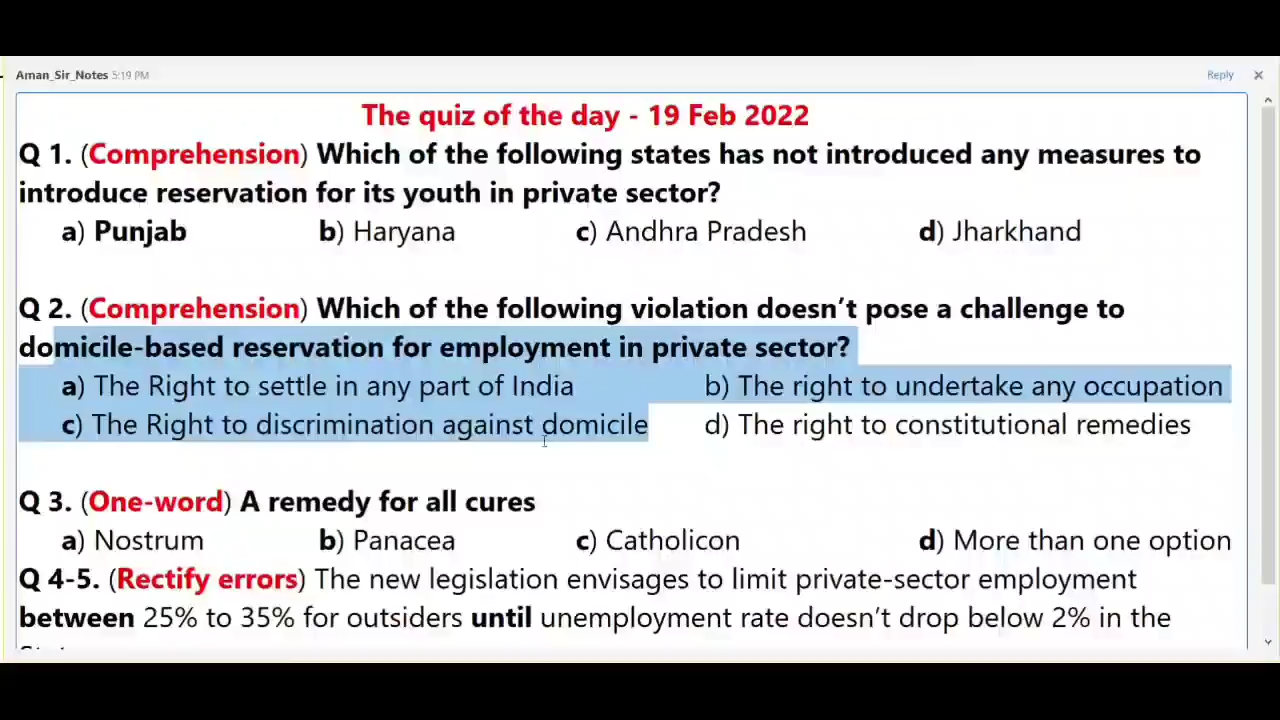 Aman_Sir_Notes 5:19 PM
Reply
The quiz of the day - 19 Feb 2022
Q 1. (Comprehension) Which of the following states has not introduced any measures to
introduce reservation for its youth in private sector?
a) Punjab b) Haryana c) Andhra Pradesh d) Jharkhand
Q 2. (Comprehension) Which of the following violation doesn't pose a challenge to
domicile-based reservation for employment in private sector?
a) The Right to settle in any part of India b) The right to undertake any occupation
c) The Right to discrimination against domicile d) The right to constitutional remedies
Q 3. (One-word) A remedy for all cures
a) Nostrum b) Panacea c) Catholicon d) More than one option
Q 4-5. (Rectify errors) The new legislation envisages to limit private-sector employment
between 25% to 35% for outsiders until unemployment rate doesn't drop below 2% in the